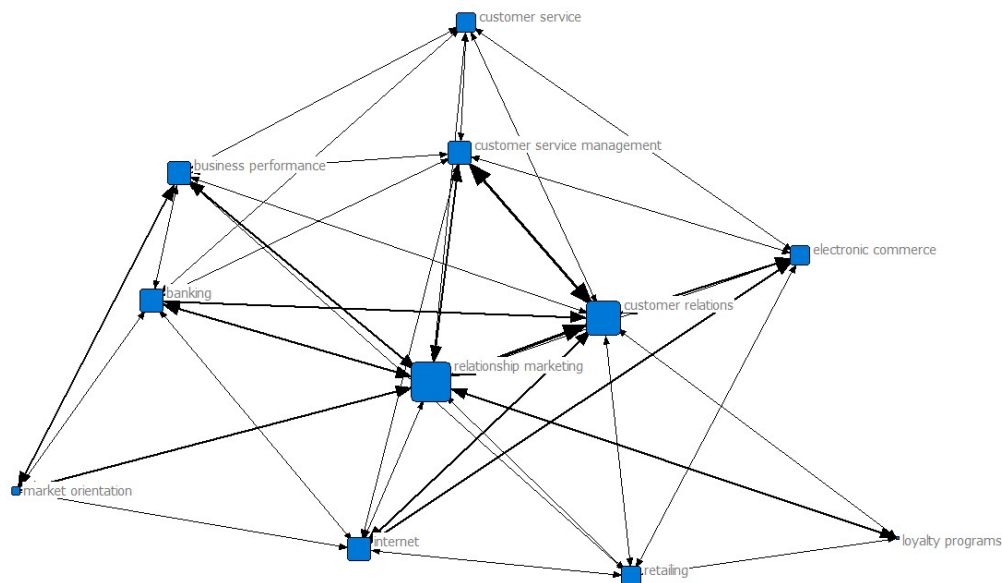 customer service
customer service management
business performance
electronic commerce
banking
customer relations
relationship marketing
market orientation
internet
loyalty programs
retailing